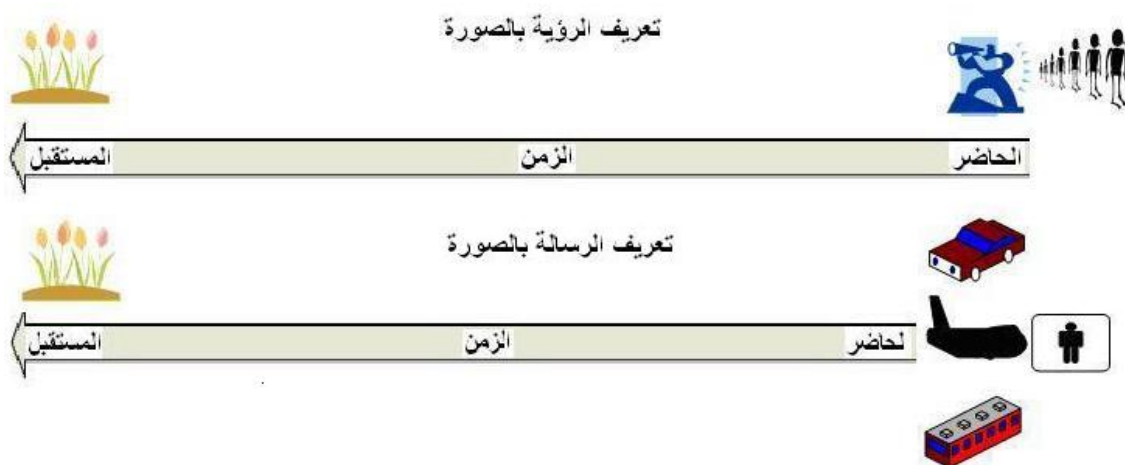 تعريف الرؤية بالصورة
الحاضر الزمن المستقبل
تعريف الرسالة بالصورة
لحاضر الزمن المستقبل